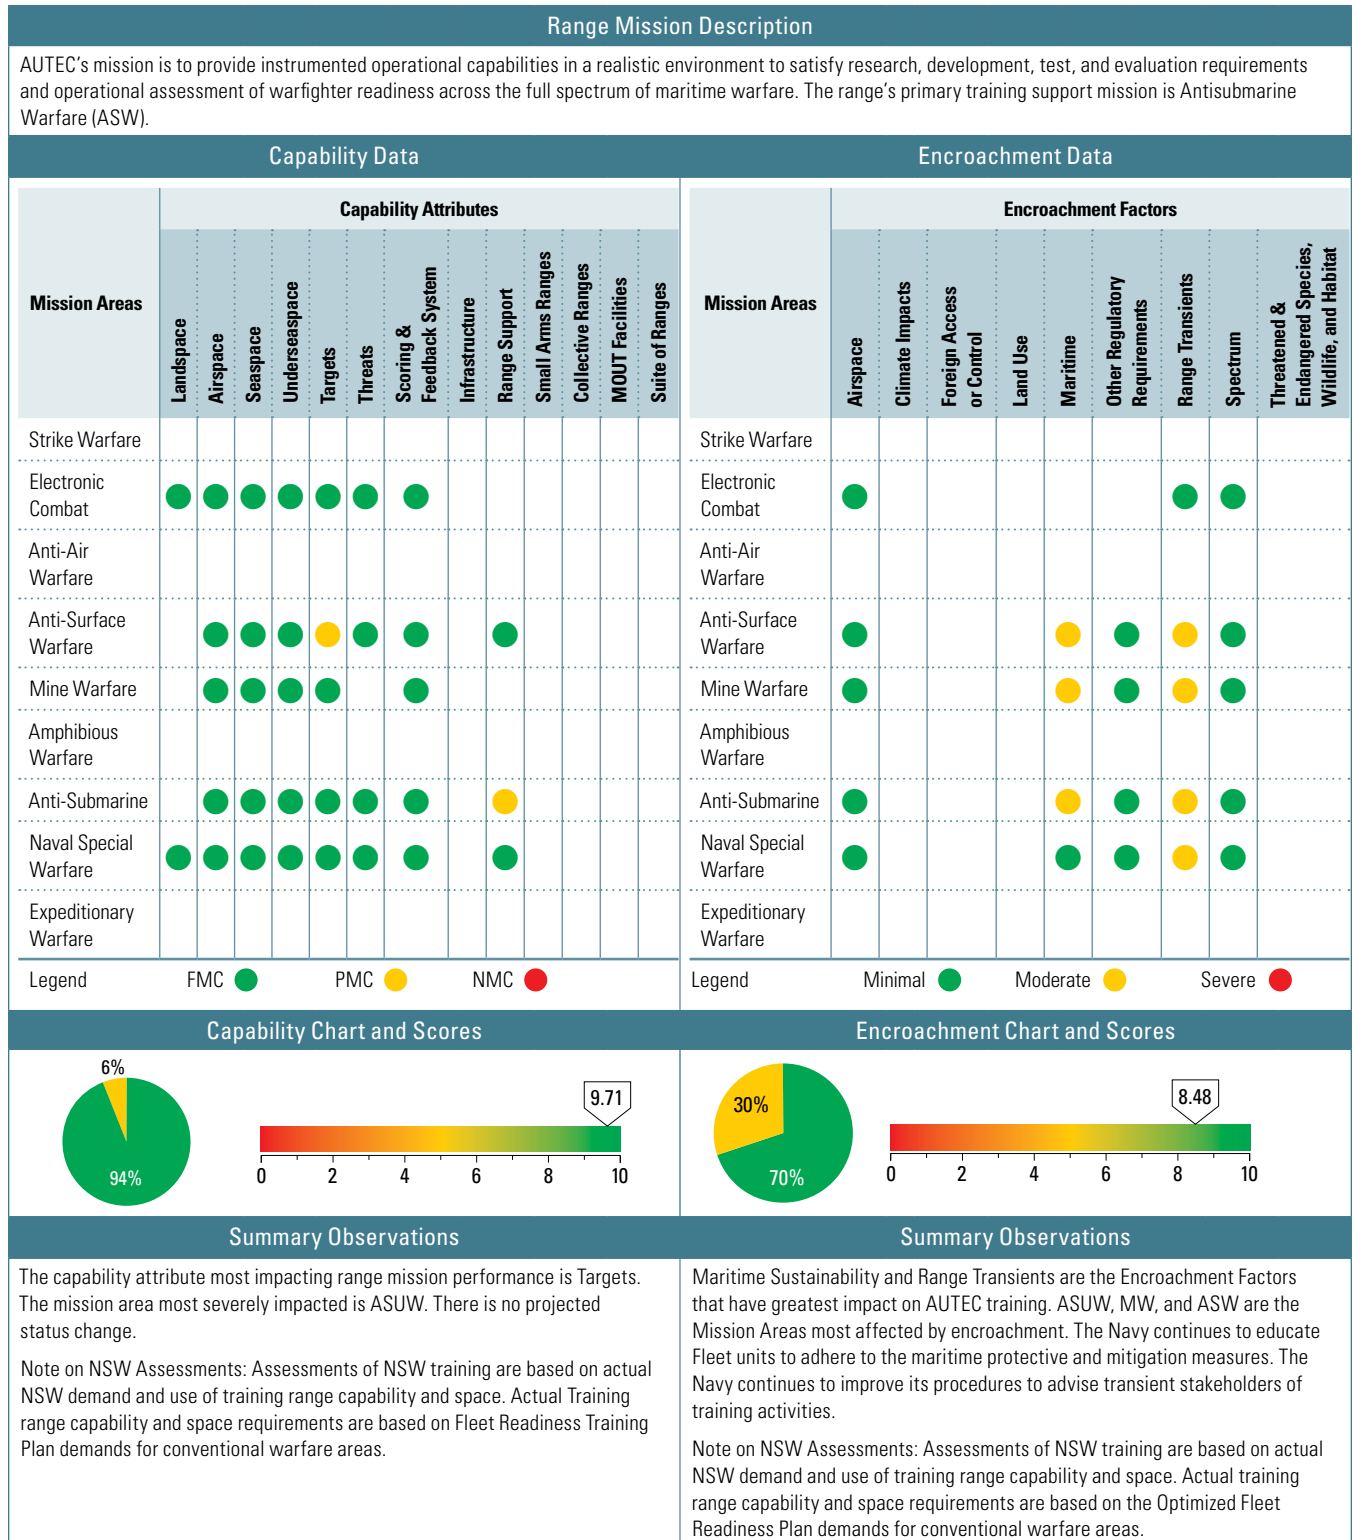 Range Mission Description
AUTEC's mission is to provide instrumented operational capabilities in a realistic environment to satisfy research, development, test, and evaluation requirements
and operational assessment of warfighter readiness across the full spectrum of maritime warfare. The range's primary training support mission is Antisubmarine
Warfare (ASW).
Capability Data
Mission Areas
Capability Attributes
Landspace
Airspace
Seaspace
Underseaspace
Targets
Threats
Scoring &
Feedback System
Infrastructure
Range Support
Small Arms Ranges
Collective Ranges
MOUT Facilities
Suite of Ranges
Strike Warfare
Electronic
Combat
Anti-Air
Warfare
Anti-Surface
Warfare
Mine Warfare
Amphibious
Warfare
Anti-Submarine
Naval Special
Warfare
Expeditionary
Warfare
Legend FMC PMC NMC
Encroachment Data
Mission Areas
Encroachment Factors
Airspace
Climate Impacts
Foreign Access
or Control
Land Use
Maritime
Other Regulatory
Requirements
Range Transients
Spectrum
Threatened &
Endangered Species,
Wildlife, and Habitat
Strike Warfare
Electronic
Combat
Anti-Air
Warfare
Anti-Surface
Warfare
Mine Warfare
Amphibious
Warfare
Anti-Submarine
Naval Special
Warfare
Expeditionary
Warfare
Legend Minimal Moderate Severe
Capability Chart and Scores
6%
94%
9.71
0 2 4 6 8 10
Encroachment Chart and Scores
30%
70%
8.48
0 2 4 6 8 10
Summary Observations
The capability attribute most impacting range mission performance is Targets.
The mission area most severely impacted is ASUW. There is no projected
status change.
Note on NSW Assessments: Assessments of NSW training are based on actual
NSW demand and use of training range capability and space. Actual Training
range capability and space requirements are based on Fleet Readiness Training
Plan demands for conventional warfare areas.
Summary Observations
Maritime Sustainability and Range Transients are the Encroachment Factors
that have greatest impact on AUTEC training. ASUW, MW, and ASW are the
Mission Areas most affected by encroachment. The Navy continues to educate
Fleet units to adhere to the maritime protective and mitigation measures. The
Navy continues to improve its procedures to advise transient stakeholders of
training activities.
Note on NSW Assessments: Assessments of NSW training are based on actual
NSW demand and use of training range capability and space. Actual training
range capability and space requirements are based on the Optimized Fleet
Readiness Plan demands for conventional warfare areas.